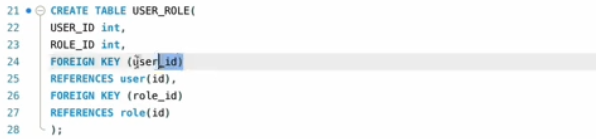 21 CREATE TABLE USER_ROLE(
22 USER_ID int,
23 ROLE_ID int,
24 FOREIGN KEY (user_id)
25 REFERENCES user(id),
26 FOREIGN KEY (role_id)
27 REFERENCES role(id)
28 );